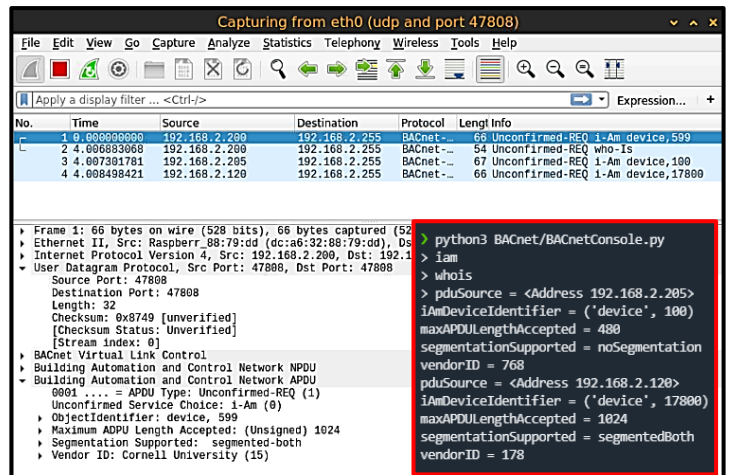 Capturing from eth0 (udp and port 47808)
File Edit View Go Capture Analyze Statistics Telephony Wireless Tools Help
Apply a display filter ... <Ctrl-/> Expression... +
No. Time Source Destination Protocol Lengt Info
1 0.000000000 192.168.2.200 192.168.2.255 BACnet-… 66 Unconfirmed-REQ i-Am device,599
2 4.006883068 192.168.2.200 192.168.2.255 BACnet-… 54 Unconfirmed-REQ who-Is
3 4.007301781 192.168.2.205 192.168.2.255 BACnet-… 67 Unconfirmed-REQ i-Am device,100
4 4.008498421 192.168.2.120 192.168.2.255 BACnet-… 66 Unconfirmed-REQ i-Am device,17800
Frame 1: 66 bytes on wire (528 bits), 66 bytes captured (52
Ethernet II, Src: Raspberr_88:79:dd (dc:a6:32:88:79:dd), Ds
Internet Protocol Version 4, Src: 192.168.2.200, Dst: 192.1
User Datagram Protocol, Src Port: 47808, Dst Port: 47808
Source Port: 47808
Destination Port: 47808
Length: 32
Checksum: 0x8749 [unverified]
[Checksum Status: Unverified]
[Stream index: 0]
BACnet Virtual Link Control
Building Automation and Control Network NPDU
Building Automation and Control Network APDU
0001 .... = APDU Type: Unconfirmed-REQ (1)
Unconfirmed Service Choice: i-Am (0)
ObjectIdentifier: device, 599
Maximum ADPU Length Accepted: (Unsigned) 1024
Segmentation Supported: segmented-both
Vendor ID: Cornell University (15)
> python3 BACnet/BACnetConsole.py
> iam
> whois
> pduSource = <Address 192.168.2.205>
iAmDeviceIdentifier = ('device', 100)
maxAPDULengthAccepted = 480
segmentationSupported = noSegmentation
vendorID = 768
pduSource = <Address 192.168.2.120>
iAmDeviceIdentifier = ('device', 17800)
maxAPDULengthAccepted = 1024
segmentationSupported = segmentedBoth
vendorID = 178